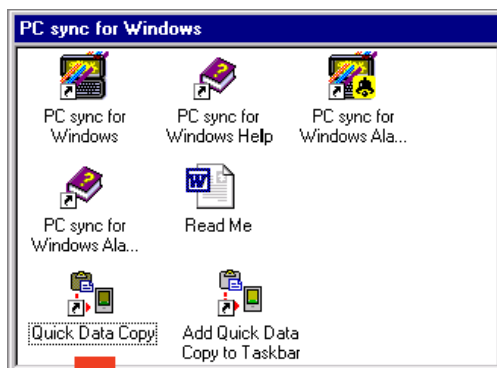 PC sync for Windows
PC sync for
Windows
PC sync for
Windows Help
PC sync for
Windows Ala...
PC sync for
Windows Ala...
Read Me
Quick Data Copy
Add Quick Data
Copy to Taskbar